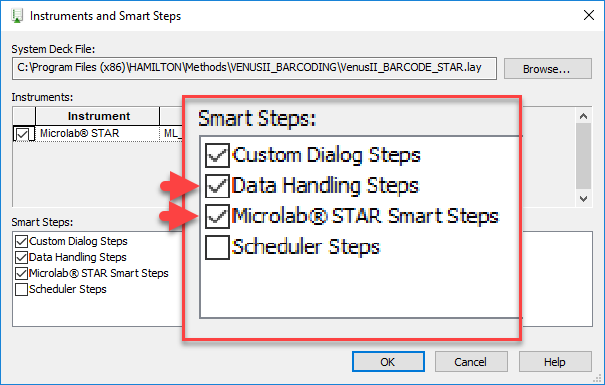 Instruments and Smart Steps
System Deck File:
C:\Program Files (x86)\HAMILTON\Methods\VENUSII_BARCODING\VenusII_BARCODE_STAR.lay
Browse...
Instruments:
Instrument
Microlab® STAR
ML_
Smart Steps:
Custom Dialog Steps
Data Handling Steps
Microlab® STAR Smart Steps
Scheduler Steps
Smart Steps:
Custom Dialog Steps
Data Handling Steps
Microlab® STAR Smart Steps
Scheduler Steps
OK
Cancel
Help